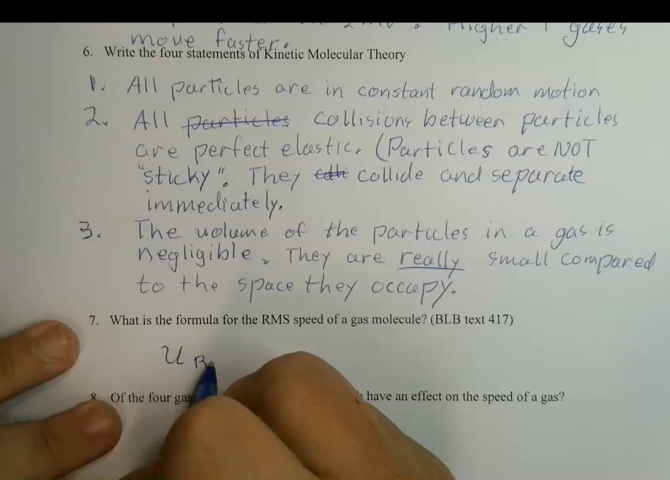 move faster. Higher T gases
6. Write the four statements of Kinetic Molecular Theory
1. All particles are in constant random motion
2. All particles collisions between particles
are perfect elastic. (Particles are NOT
"sticky". They collide and separate
immediately.
3. The volume of the particles in a gas is
negligible. They are really small compared
to the space they occupy.
7. What is the formula for the RMS speed of a gas molecule? (BLB text 417)
u R
8. Of the four gas have an effect on the speed of a gas?